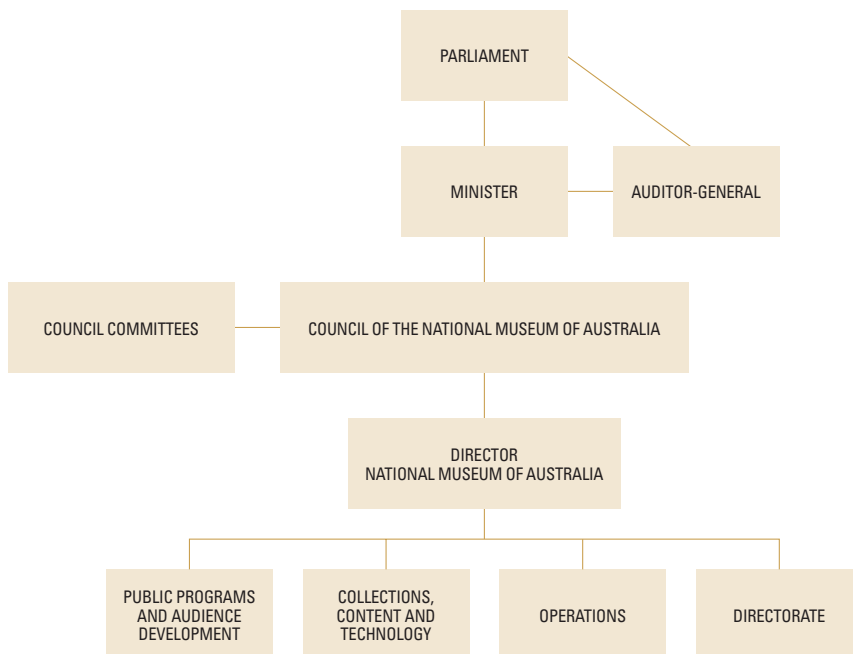 PARLIAMENT
MINISTER
AUDITOR-GENERAL
COUNCIL COMMITTEES
COUNCIL OF THE NATIONAL MUSEUM OF AUSTRALIA
DIRECTOR
NATIONAL MUSEUM OF AUSTRALIA
PUBLIC PROGRAMS
AND AUDIENCE
DEVELOPMENT
COLLECTIONS,
CONTENT AND
TECHNOLOGY
OPERATIONS
DIRECTORATE